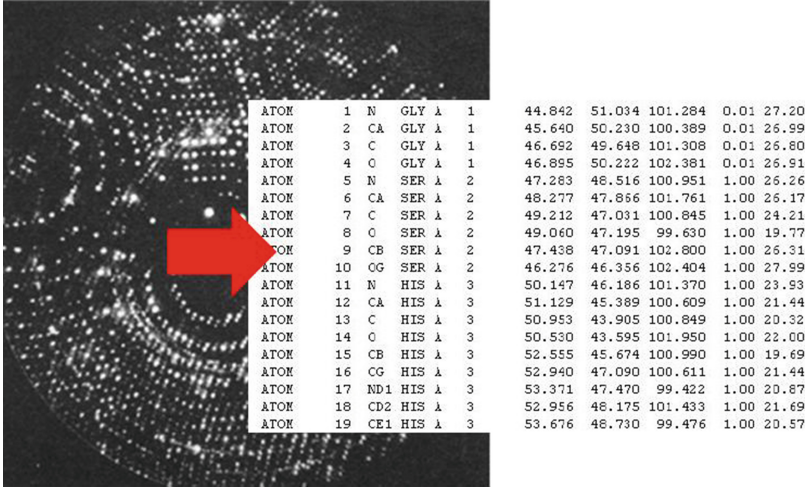 ATOM 1 N GLY A 1 44.842 51.034 101.284 0.01 27.20
ATOM 2 CA GLY A 1 45.640 50.230 100.389 0.01 26.99
ATOM 3 C GLY A 1 46.692 49.648 101.308 0.01 26.80
ATOM 4 O GLY A 1 46.895 50.222 102.381 0.01 26.91
ATOM 5 N SER A 2 47.283 48.516 100.951 1.00 26.26
ATOM 6 CA SER A 2 48.277 47.866 101.761 1.00 26.17
ATOM 7 C SER A 2 49.212 47.031 100.845 1.00 24.21
ATOM 8 O SER A 2 49.060 47.195 99.630 1.00 19.77
ATOM 9 CB SER A 2 47.438 47.091 102.800 1.00 26.31
ATOM 10 OG SER A 2 46.276 46.356 102.404 1.00 27.99
ATOM 11 N HIS A 3 50.147 46.186 101.370 1.00 23.93
ATOM 12 CA HIS A 3 51.129 45.389 100.609 1.00 21.44
ATOM 13 C HIS A 3 50.953 43.905 100.849 1.00 20.32
ATOM 14 O HIS A 3 50.530 43.595 101.950 1.00 22.00
ATOM 15 CB HIS A 3 52.555 45.674 100.990 1.00 19.69
ATOM 16 CG HIS A 3 52.940 47.090 100.611 1.00 21.44
ATOM 17 ND1 HIS A 3 53.371 47.470 99.422 1.00 20.87
ATOM 18 CD2 HIS A 3 52.956 48.175 101.433 1.00 21.69
ATOM 19 CE1 HIS A 3 53.676 48.730 99.476 1.00 20.57